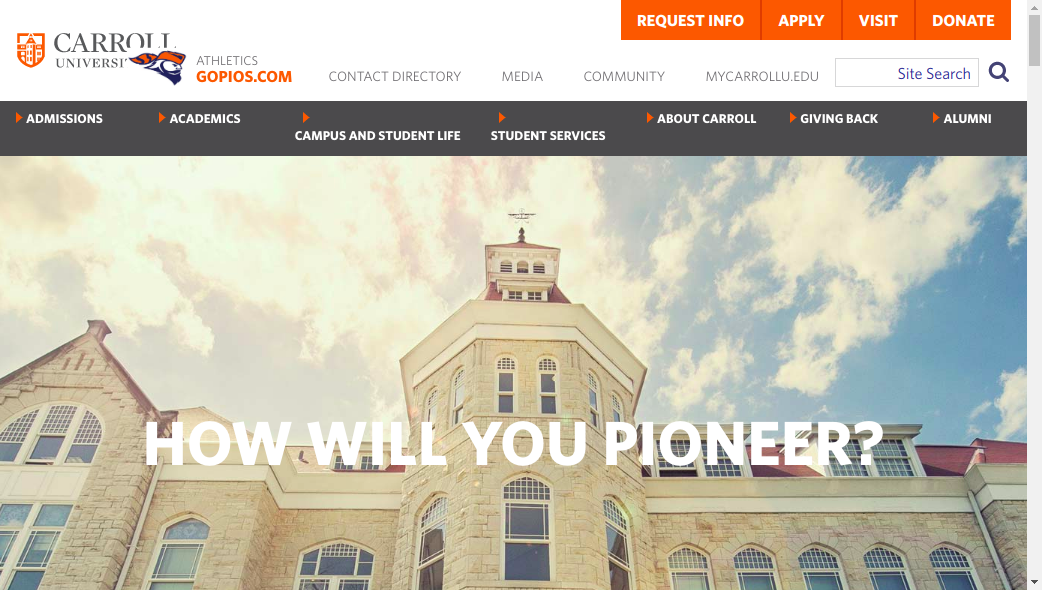 REQUEST INFO
APPLY
VISIT
DONATE
CARROLL
UNIVERSI
ATHLETICS
GOPIOS.COM
CONTACT DIRECTORY
MEDIA
COMMUNITY
MYCARROLLU.EDU
Site Search
ADMISSIONS
ACADEMICS
CAMPUS AND STUDENT LIFE
STUDENT SERVICES
ABOUT CARROLL
GIVING BACK
ALUMNI
HOW WILL YOU PIONEER?